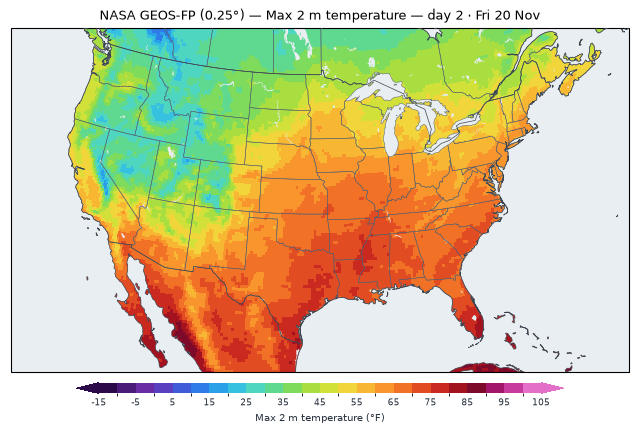 NASA GEOS-FP (0.25°) — Max 2 m temperature — day 2 · Fri 20 Nov
-15 -5 5 15 25 35 45 55 65 75 85 95 105
Max 2 m temperature (°F)